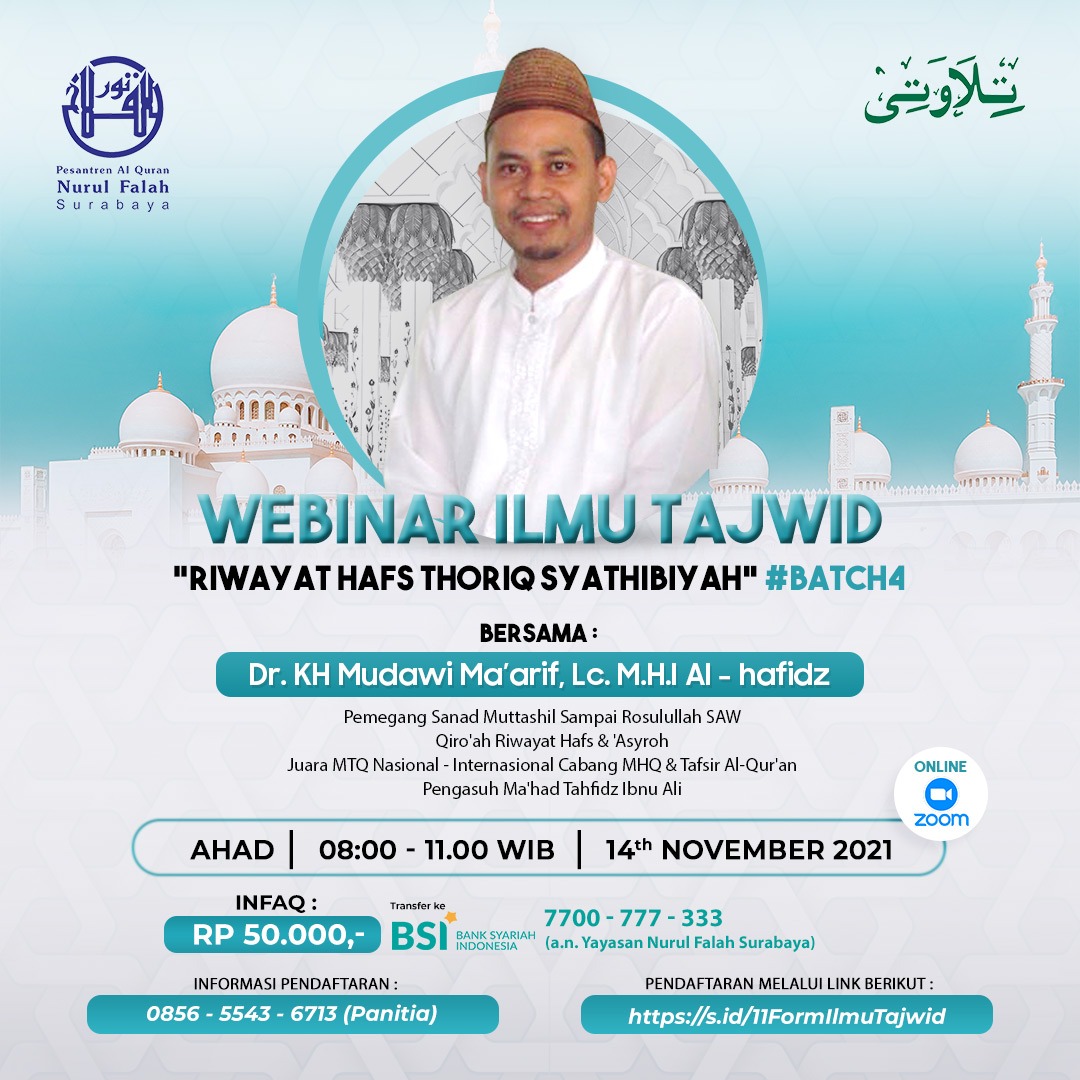 نور الفلاح
Pesantren Al Quran
Nurul Falah
Surabaya
تِلَاوَتِى
WEBINAR ILMU TAJWID
"RIWAYAT HAFS THORIQ SYATHIBIYAH" #BATCH4
BERSAMA :
Dr. KH Mudawi Ma'arif, Lc. M.H.I Al - hafidz
Pemegang Sanad Muttashil Sampai Rosulullah SAW
Qiro'ah Riwayat Hafs & 'Asyroh
Juara MTQ Nasional - Internasional Cabang MHQ & Tafsir Al-Qur'an
Pengasuh Ma'had Tahfidz Ibnu Ali
ONLINE
zoom
AHAD | 08:00 - 11.00 WIB | 14th NOVEMBER 2021
INFAQ :
RP 50.000,-
Transfer ke
BSI BANK SYARIAH INDONESIA
7700 - 777 - 333
(a.n. Yayasan Nurul Falah Surabaya)
INFORMASI PENDAFTARAN :
0856 - 5543 - 6713 (Panitia)
PENDAFTARAN MELALUI LINK BERIKUT :
https://s.id/11FormIlmuTajwid